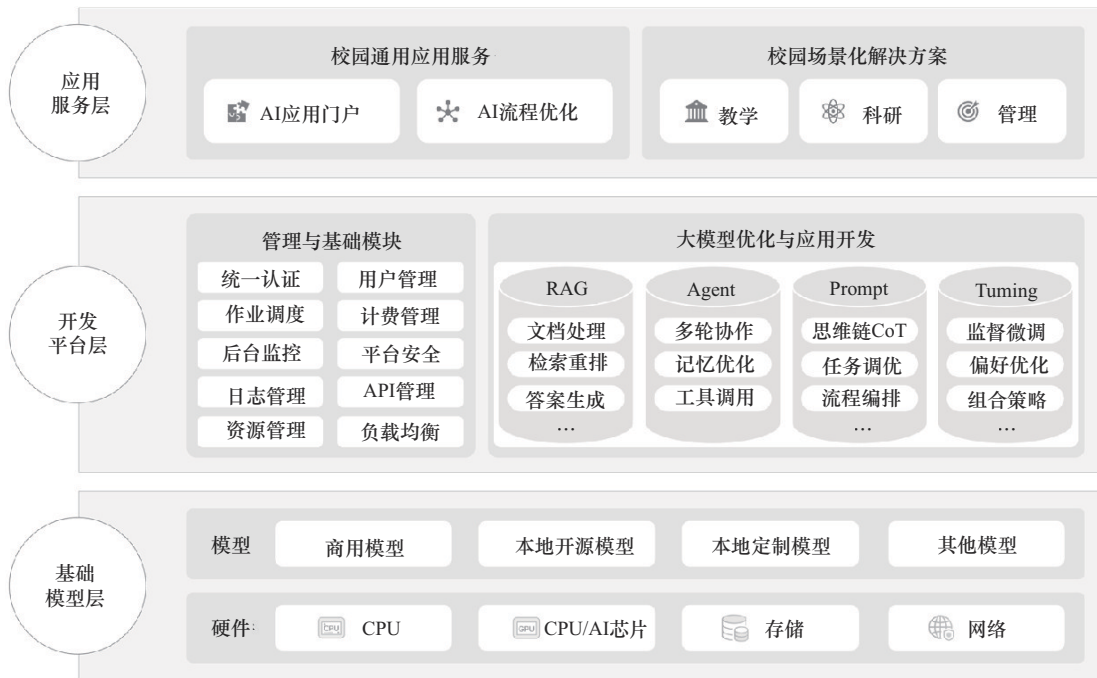 应用
服务层
校园通用应用服务
AI应用门户
AI流程优化
校园场景化解决方案
教学
科研
管理
开发
平台层
管理与基础模块
统一认证
用户管理
作业调度
计费管理
后台监控
平台安全
日志管理
API管理
资源管理
负载均衡
大模型优化与应用开发
RAG
文档处理
检索重排
答案生成
…
Agent
多轮协作
记忆优化
工具调用
Prompt
思维链CoT
任务调优
流程编排
…
Tuming
监督微调
偏好优化
组合策略
…
基础
模型层
模型
商用模型
本地开源模型
本地定制模型
其他模型
硬件
CPU
CPU
GPU
CPU/AI芯片
存储
网络